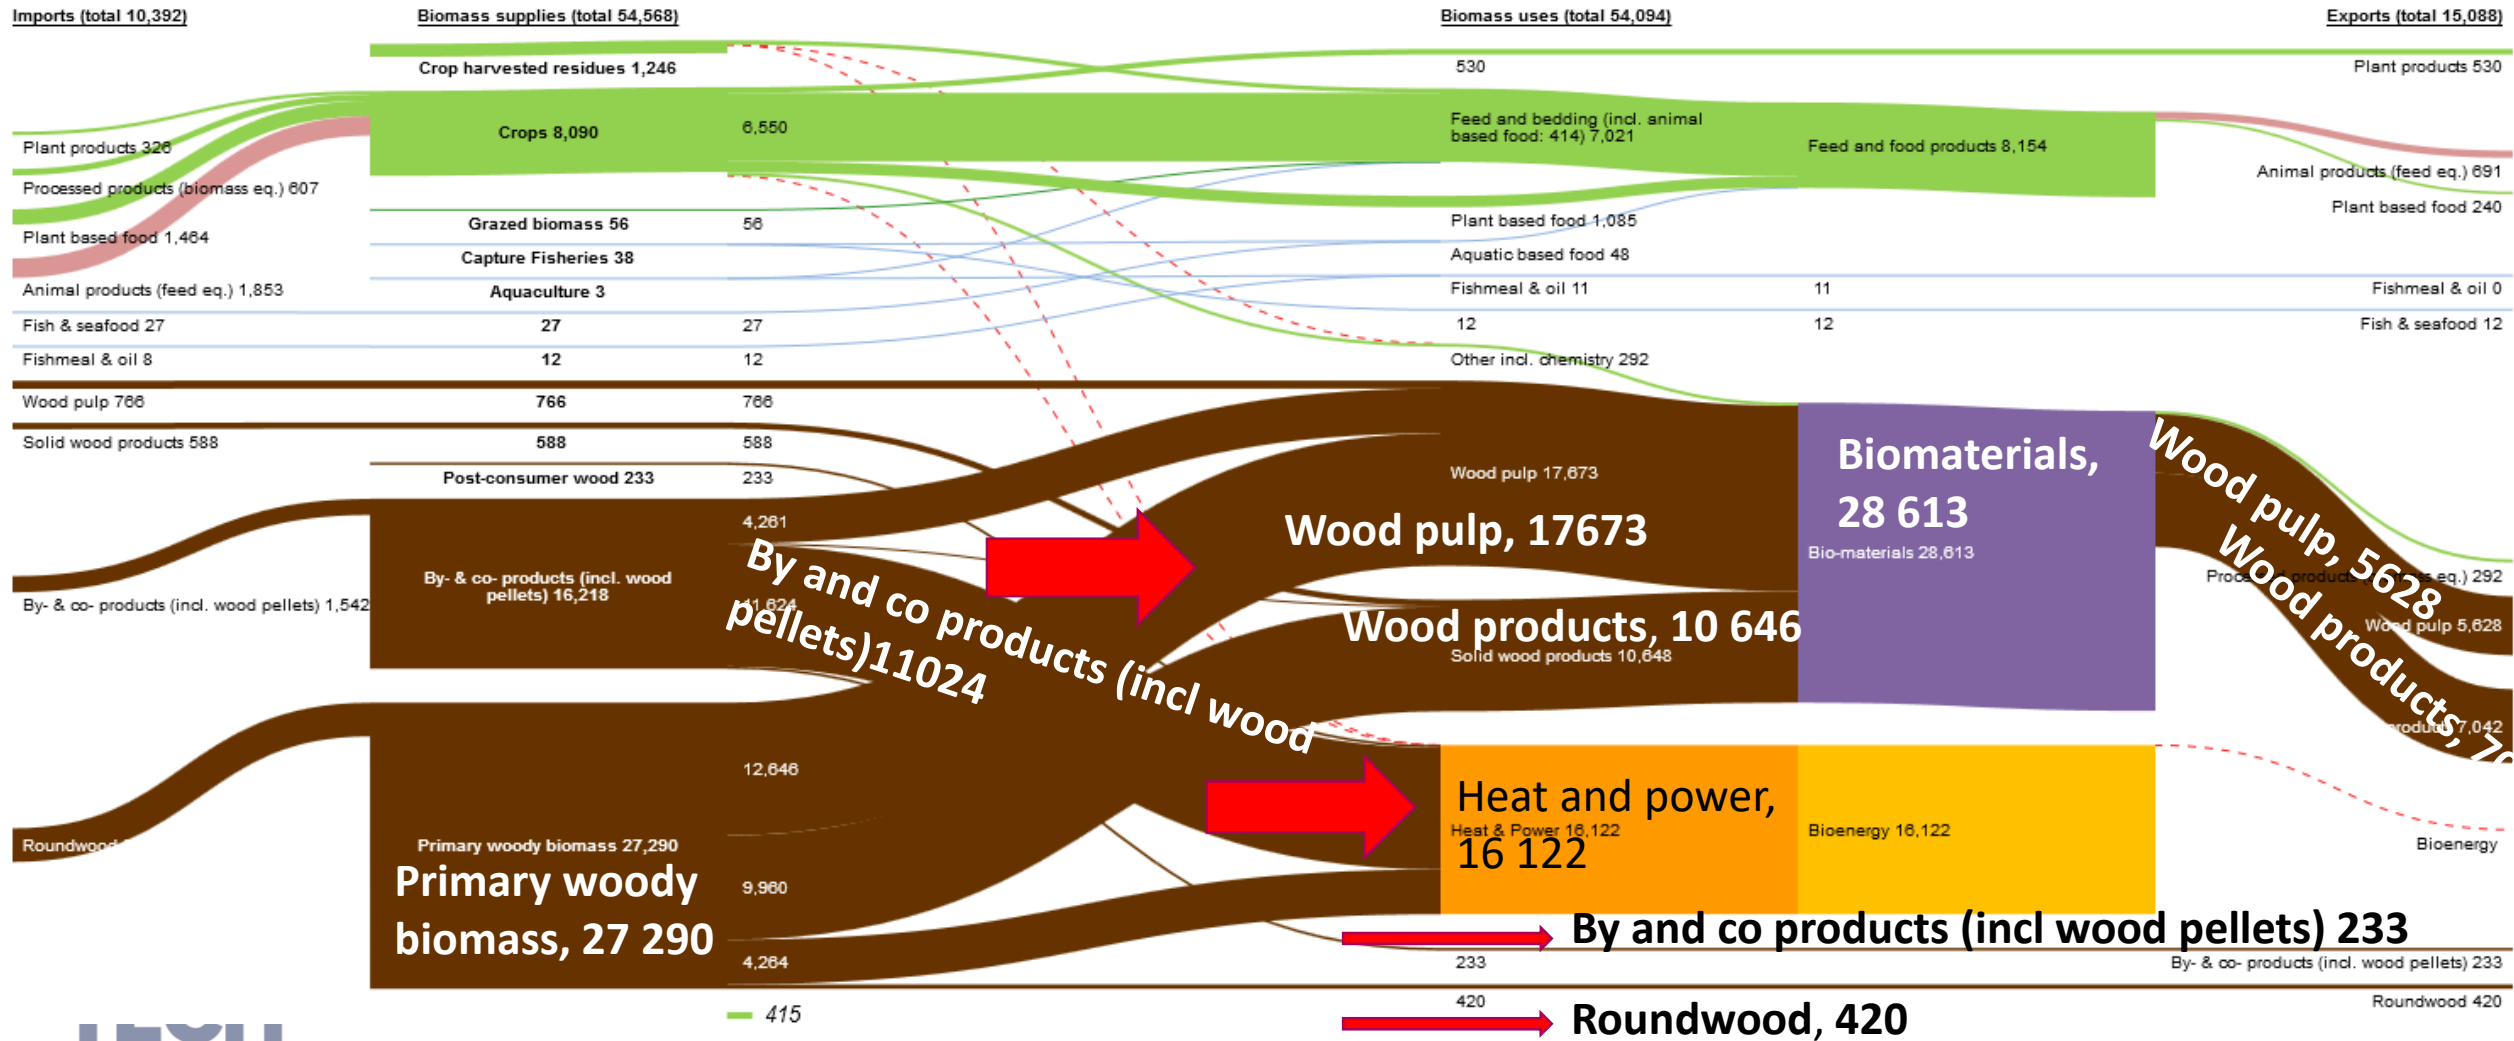 Imports (total 10,392)
Biomass supplies (total 54,568)
Biomass uses (total 54,094)
Exports (total 15,088)
Crop harvested residues 1,246
530
Plant products 530
Crops 8,090
6,550
Feed and bedding (incl. animal
based food: 414) 7,021
Feed and food products 8,154
Plant products 326
Animal products (feed eq.) 691
Processed products (biomass eq.) 607
Plant based food 240
Plant based food 1,464
Grazed biomass 56
56
Plant based food 1,085
Capture Fisheries 38
Aquatic based food 48
Animal products (feed eq.) 1,853
Aquaculture 3
Fishmeal & oil 11
11
Fishmeal & oil 0
Fish & seafood 27
27
27
12
12
Fish & seafood 12
Fishmeal & oil 8
12
12
Other incl. chemistry 292
Wood pulp 766
766
766
Solid wood products 588
588
588
Post-consumer wood 233
233
Wood pulp 17,673
Biomaterials,
28 613
Bio-materials 28,613
Wood pulp, 5628
Wood products,
4,261
Wood pulp, 17673
By- & co- products (incl. wood
pellets) 16,218
By- & co- products (incl. wood pellets) 1,542
11,624
By and co products (incl wood
pellets)11024
eq.) 292
Wood pulp 5,628
Wood products, 10 646
Solid wood products 10,648
7,042
12,646
Heat and power,
16 122
Heat & Power 16,122
Bioenergy 16,122
Bioenergy
Roundwood
Primary woody biomass 27,290
Primary woody
biomass, 27 290
9,960
4,264
By and co products (incl wood pellets) 233
233
By- & co- products (incl. wood pellets) 233
420
Roundwood 420
415
Roundwood, 420